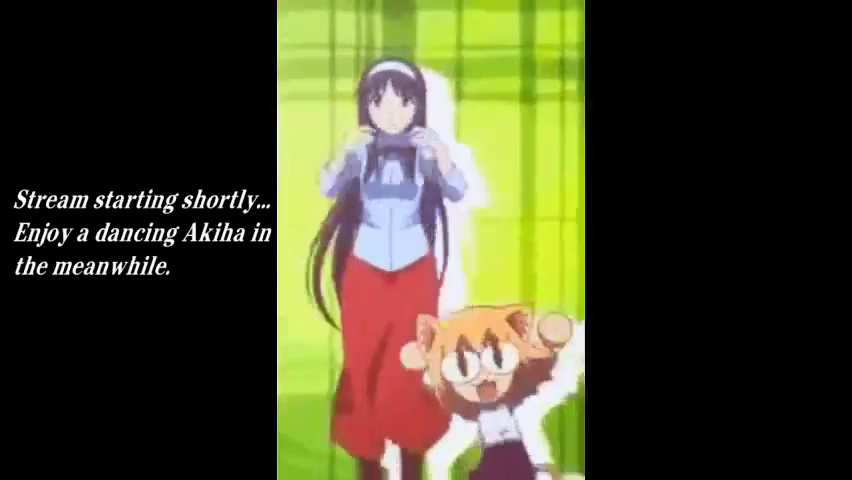 Stream starting shortly...
Enjoy a dancing Akiha in
the meanwhile.